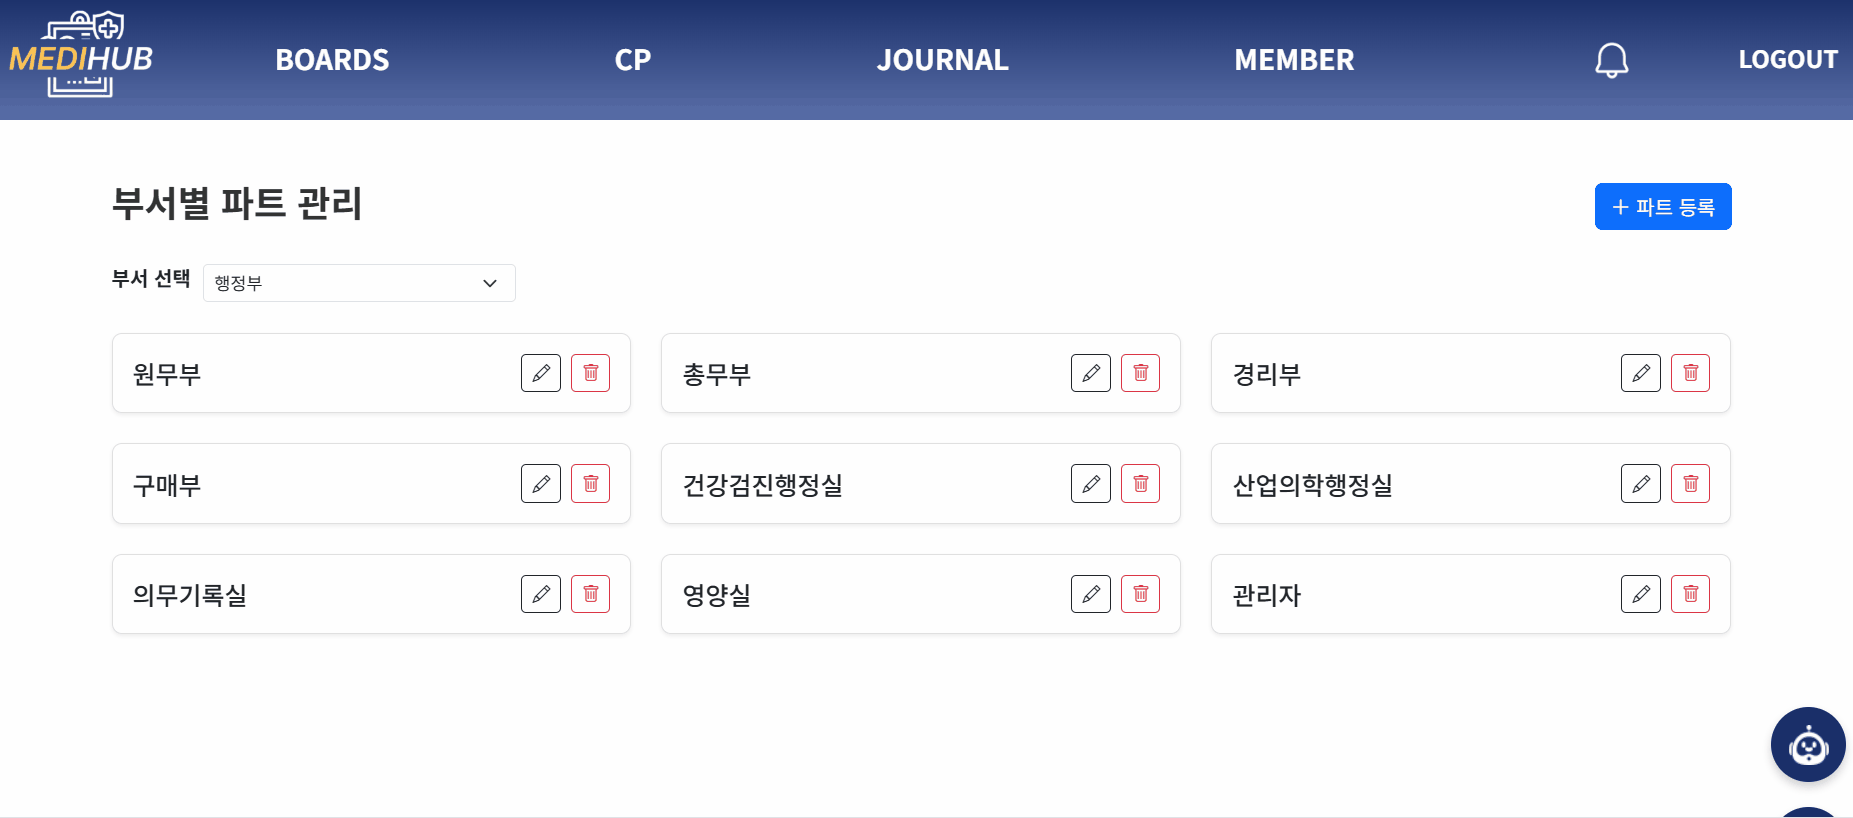 MEDIHUB
BOARDS
CP
JOURNAL
MEMBER
LOGOUT
부서별 파트 관리
+ 파트 등록
부서 선택
행정부
원무부
총무부
경리부
구매부
건강검진행정실
산업의학행정실
의무기록실
영양실
관리자